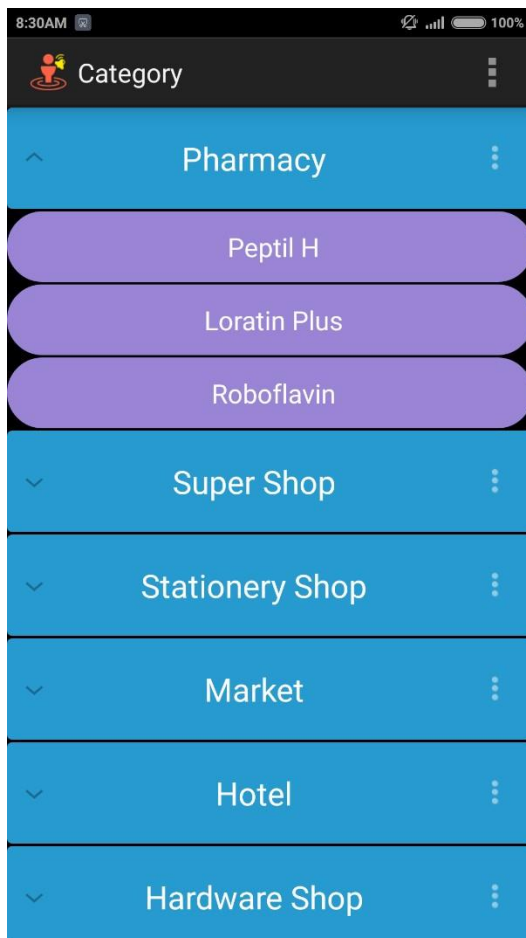 8:30AM 100%
Category
Pharmacy
Peptil H
Loratin Plus
Roboflavin
Super Shop
Stationery Shop
Market
Hotel
Hardware Shop